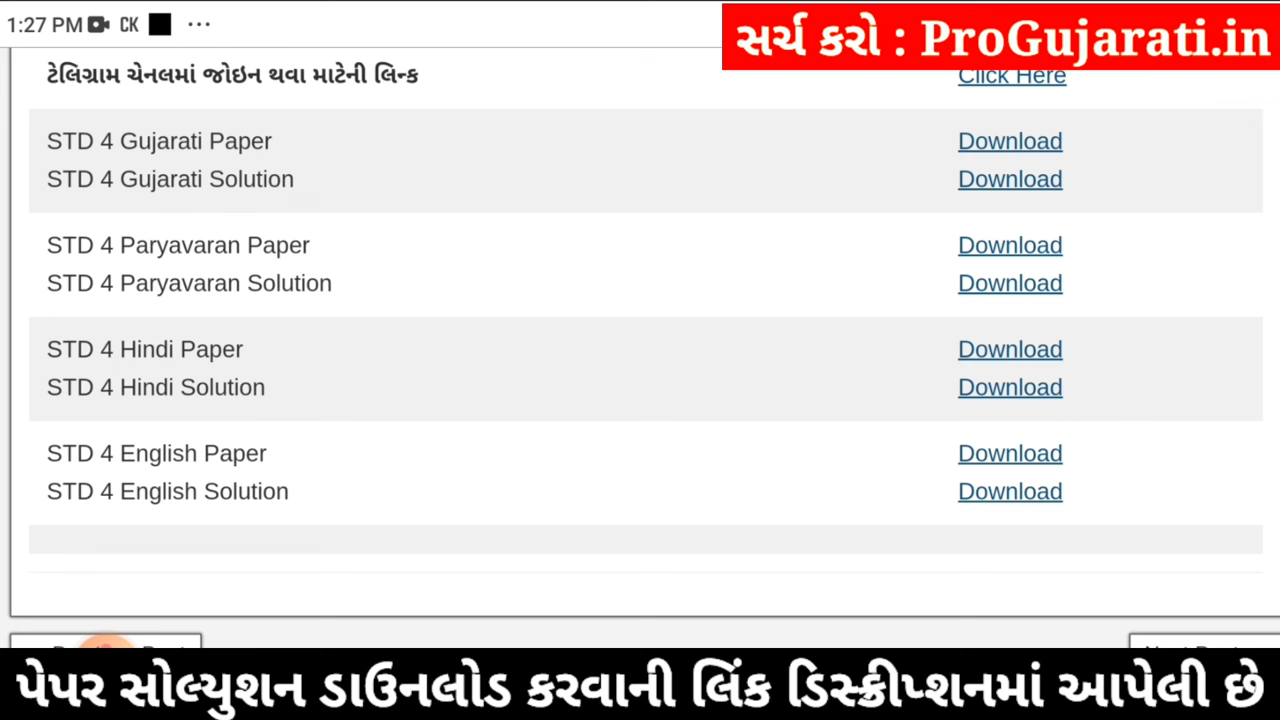 1:27 PM CK ...
સર્ચ કરો : ProGujarati.in
ટેલિગ્રામ ચેનલમાં જોઇન થવા માટેની લિન્ક Click Here
STD 4 Gujarati Paper Download
STD 4 Gujarati Solution Download
STD 4 Paryavaran Paper Download
STD 4 Paryavaran Solution Download
STD 4 Hindi Paper Download
STD 4 Hindi Solution Download
STD 4 English Paper Download
STD 4 English Solution Download
પેપર સોલ્યુશન ડાઉનલોડ કરવાની લિંક ડિસ્ક્રીપ્શનમાં આપેલી છે